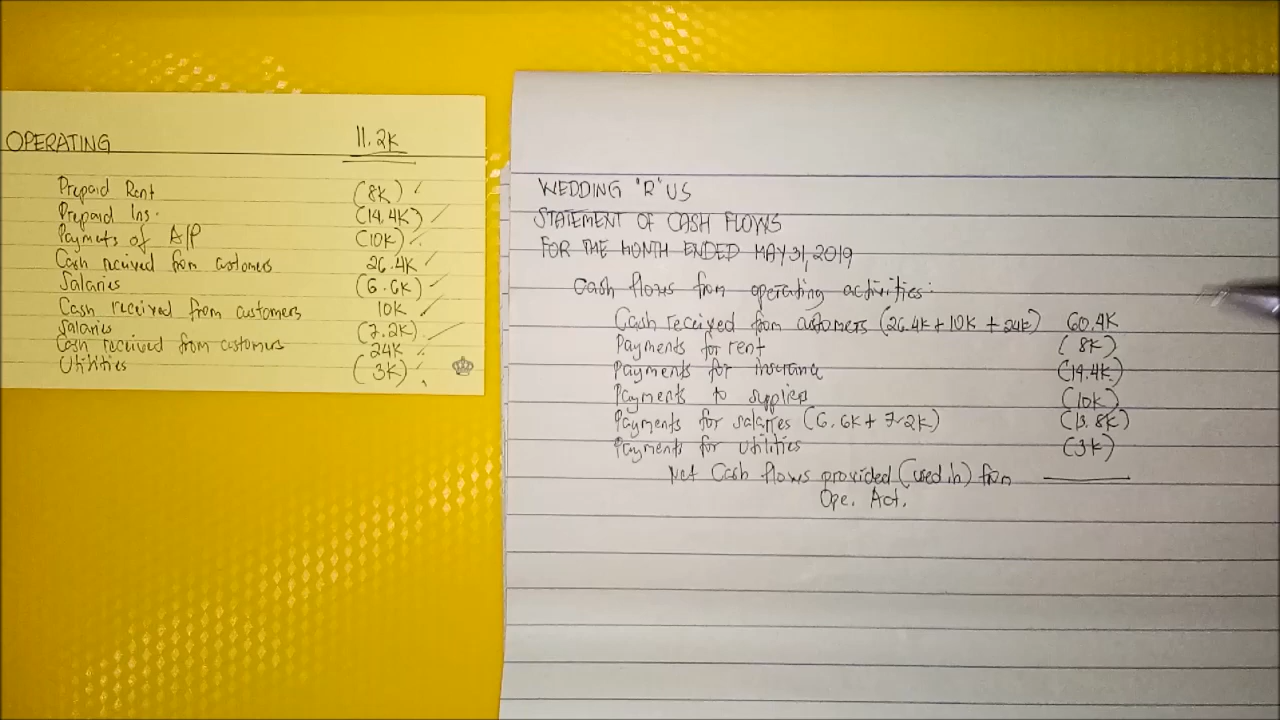 OPERATING 11.2K
Prepaid Rent (8K) ✓
Prepaid Ins. (14.4K) ✓
Paymets of A/P (10K) ✓
Cash received from customers 26.4K ✓
Salaries (6.6K) ✓
Cash received from customers 10K ✓
Salaries (7.2K) ✓
Cash received from customers 24K ✓
Utilities (3K) ✓
WEDDING "R" US
STATEMENT OF CASH FLOWS
FOR THE MONTH ENDED MAY 31, 2019
Cash flows from operating activities:
Cash received from customers (26.4K + 10K + 24K) 60.4K
Payments for rent (8K)
Payments for insurance (14.4K)
Payments to suppliers (10K)
Payments for salaries (6.6K + 7.2K) (13.8K)
Payments for utilities (3K)
Net Cash flows provided (used in) from
Ope. Act.